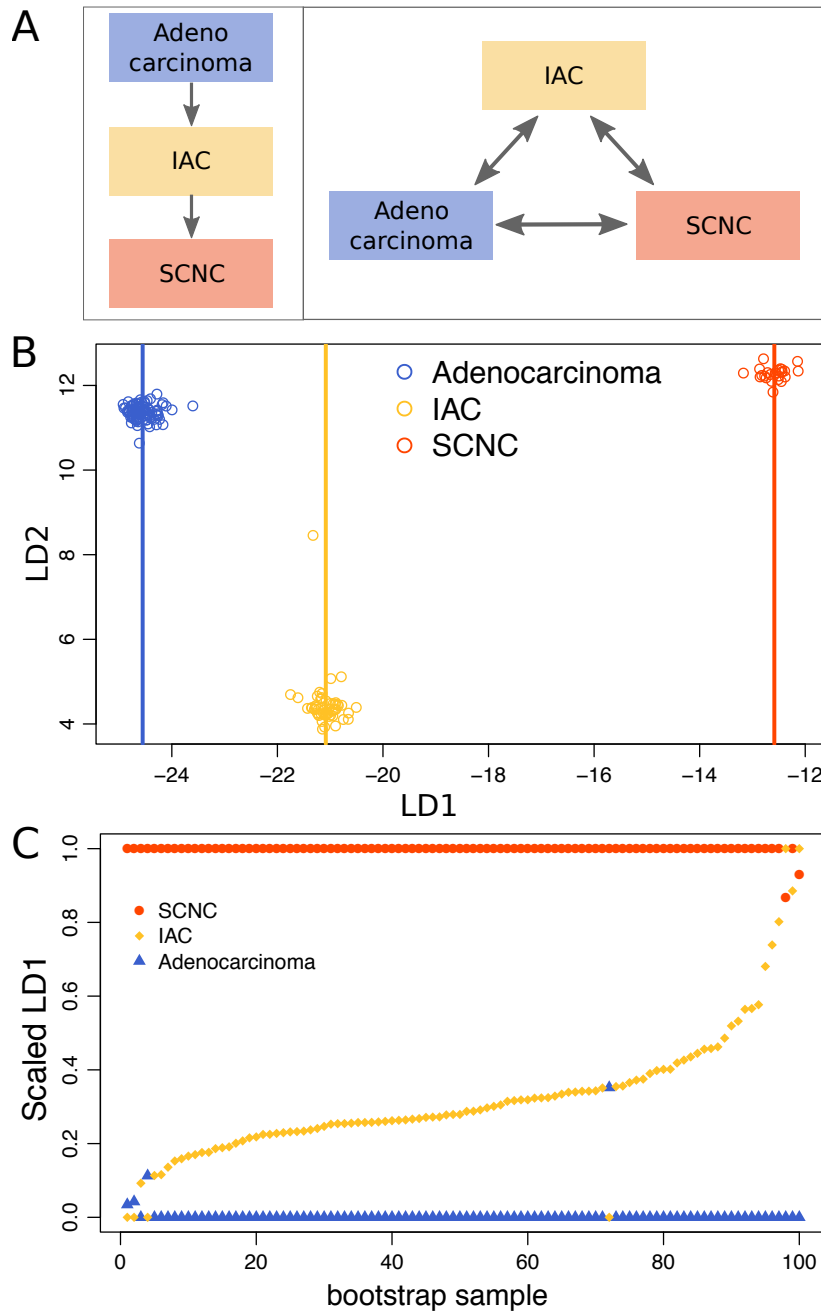 A
Adeno
carcinoma
IAC
SCNC
IAC
Adeno
carcinoma
SCNC
B
Adenocarcinoma
IAC
SCNC
12
10
8
6
4
LD2
−24
−22
−20
−18
−16
−14
−12
LD1
C
SCNC
IAC
Adenocarcinoma
1.0
0.8
0.6
0.4
0.2
0.0
Scaled LD1
0
20
40
60
80
100
bootstrap sample